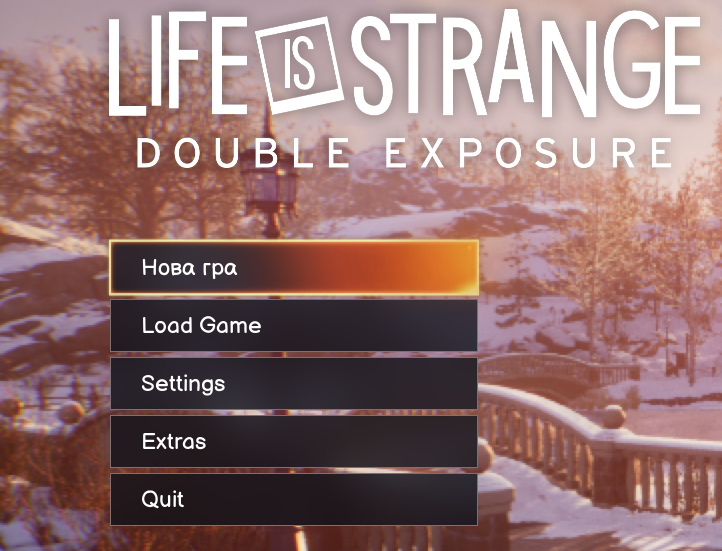 LIFE IS STRANGE
DOUBLE EXPOSURE
Нова гра
Load Game
Settings
Extras
Quit